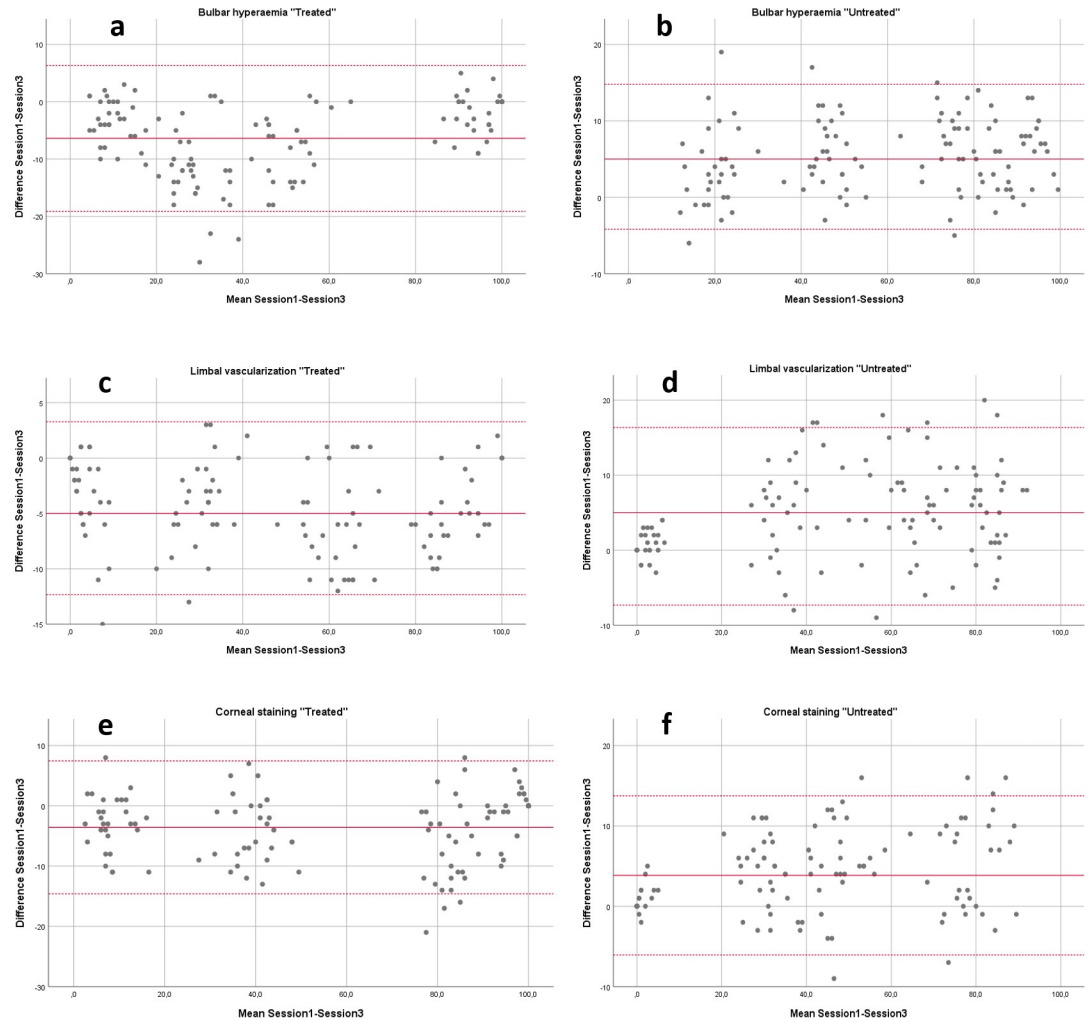 Bulbar hyperaemia "Treated"
a
Difference Session1-Session3
10
0
-10
-20
-30
,0 20,0 40,0 60,0 80,0 100,0
Mean Session1-Session3
Bulbar hyperaemia "Untreated"
b
Difference Session1-Session3
20
10
0
-10
,0 20,0 40,0 60,0 80,0 100,0
Mean Session1-Session3
Limbal vascularization "Treated"
c
Difference Session1-Session3
5
0
-5
-10
-15
,0 20,0 40,0 60,0 80,0 100,0
Mean Session1-Session3
Limbal vascularization "Untreated"
d
Difference Session1-Session3
20
10
0
-10
,0 20,0 40,0 60,0 80,0 100,0
Mean Session1-Session3
Corneal staining "Treated"
e
Difference Session1-Session3
10
0
-10
-20
-30
,0 20,0 40,0 60,0 80,0 100,0
Mean Session1-Session3
Corneal staining "Untreated"
f
Difference Session1-Session3
20
10
0
-10
,0 20,0 40,0 60,0 80,0 100,0
Mean Session1-Session3